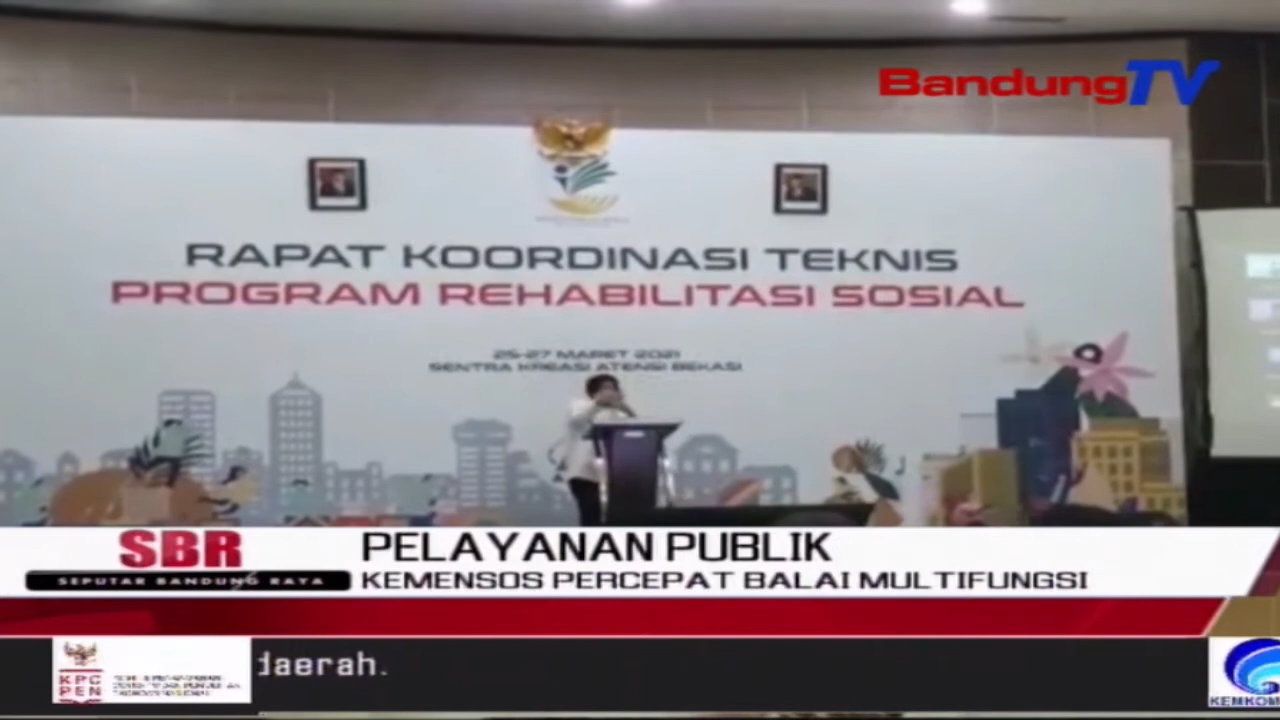 BandungTV
RAPAT KOORDINASI TEKNIS
PROGRAM REHABILITASI SOSIAL
25-27 MARET 2021
SENTRA KREASI ATENSI BEKASI
SBR
SEPUTAR BANDUNG RAYA
PELAYANAN PUBLIK
KEMENSOS PERCEPAT BALAI MULTIFUNGSI
KPC
PEN
daerah.
KEMKOM